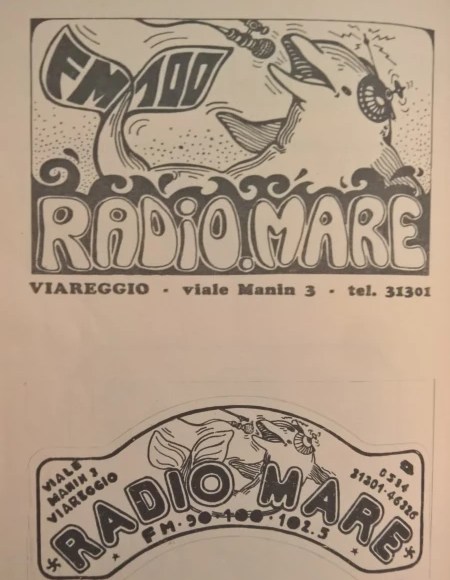 FM 100
RADiO.MARE
VIAREGGIO - viale Manin 3 - tel. 31301
VIALE
MANIN 3
VIAREGGIO
0584
31301-46326
RADIO MARE
FM·90·100·102.5